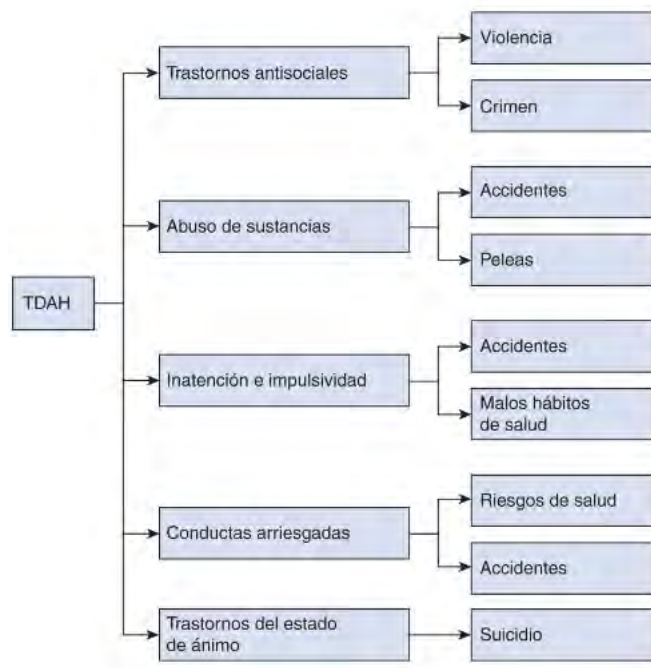 TDAH
Trastornos antisociales
Violencia
Crimen
Abuso de sustancias
Accidentes
Peleas
Inatención e impulsividad
Accidentes
Malos hábitos
de salud
Conductas arriesgadas
Riesgos de salud
Accidentes
Trastornos del estado
de ánimo
Suicidio